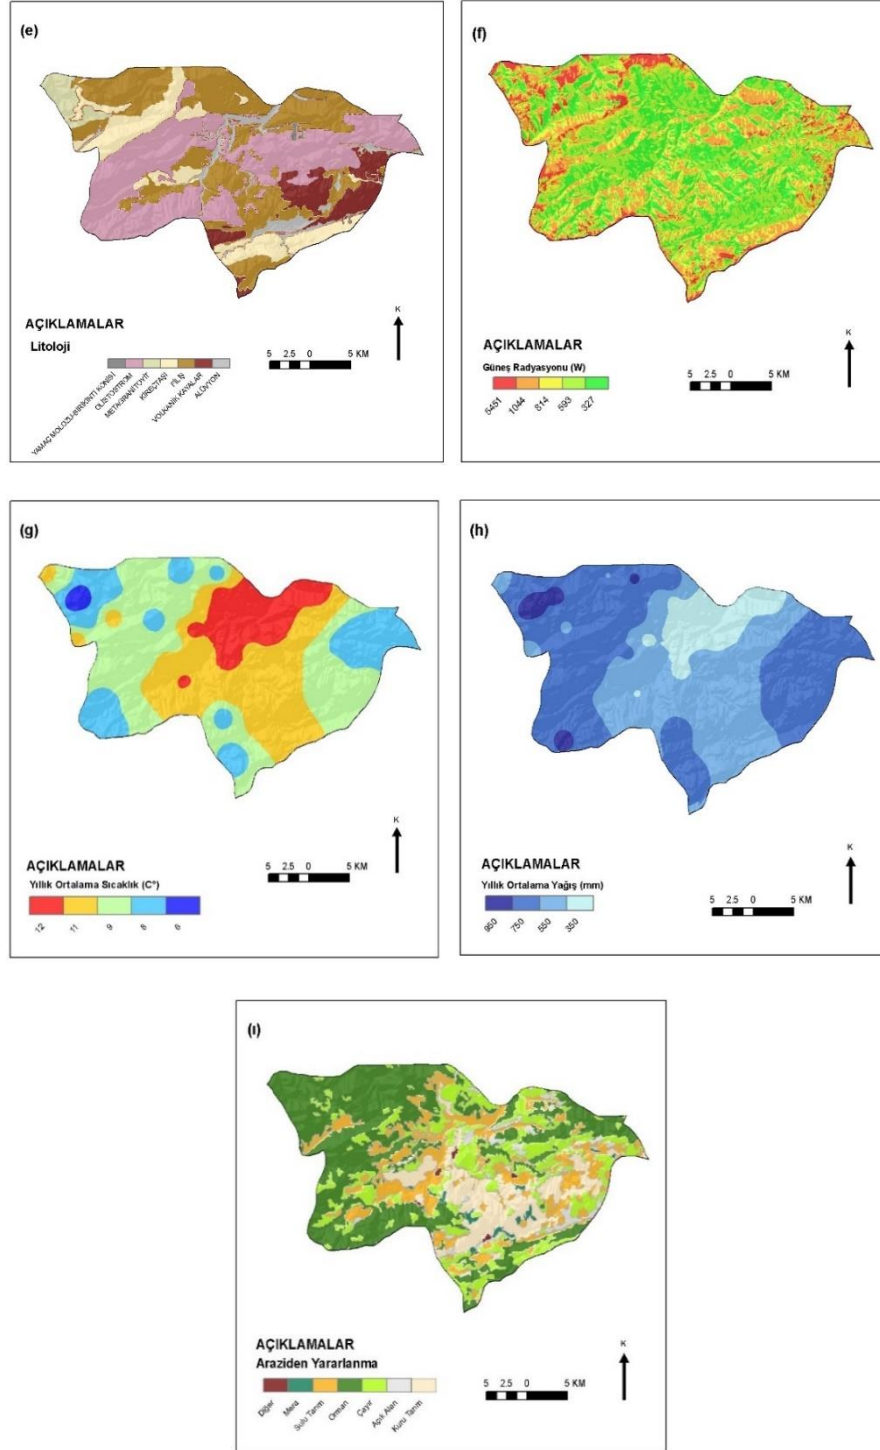 (e)
K
AÇIKLAMALAR
Litoloji
5 2.5 0 5 KM
YAMAÇ MOLOZU-BİRİKİNTİ KONİSİ
OLİSTOSTROM
METAGRANİTOYİT
KİREÇTAŞI
FİLİŞ
VOLKANİK KAYALAR
ALÜVYON
(f)
K
AÇIKLAMALAR
Güneş Radyasyonu (W)
5 2.5 0 5 KM
5451
1044
814
593
327
(g)
K
AÇIKLAMALAR
Yıllık Ortalama Sıcaklık (C°)
5 2.5 0 5 KM
12
11
9
8
6
(h)
K
AÇIKLAMALAR
Yıllık Ortalama Yağış (mm)
5 2.5 0 5 KM
950
750
550
350
(ı)
K
AÇIKLAMALAR
Araziden Yararlanma
5 2.5 0 5 KM
Diğer
Mera
Sulu Tarım
Orman
Çayır
Açık Alan
Kuru Tarım